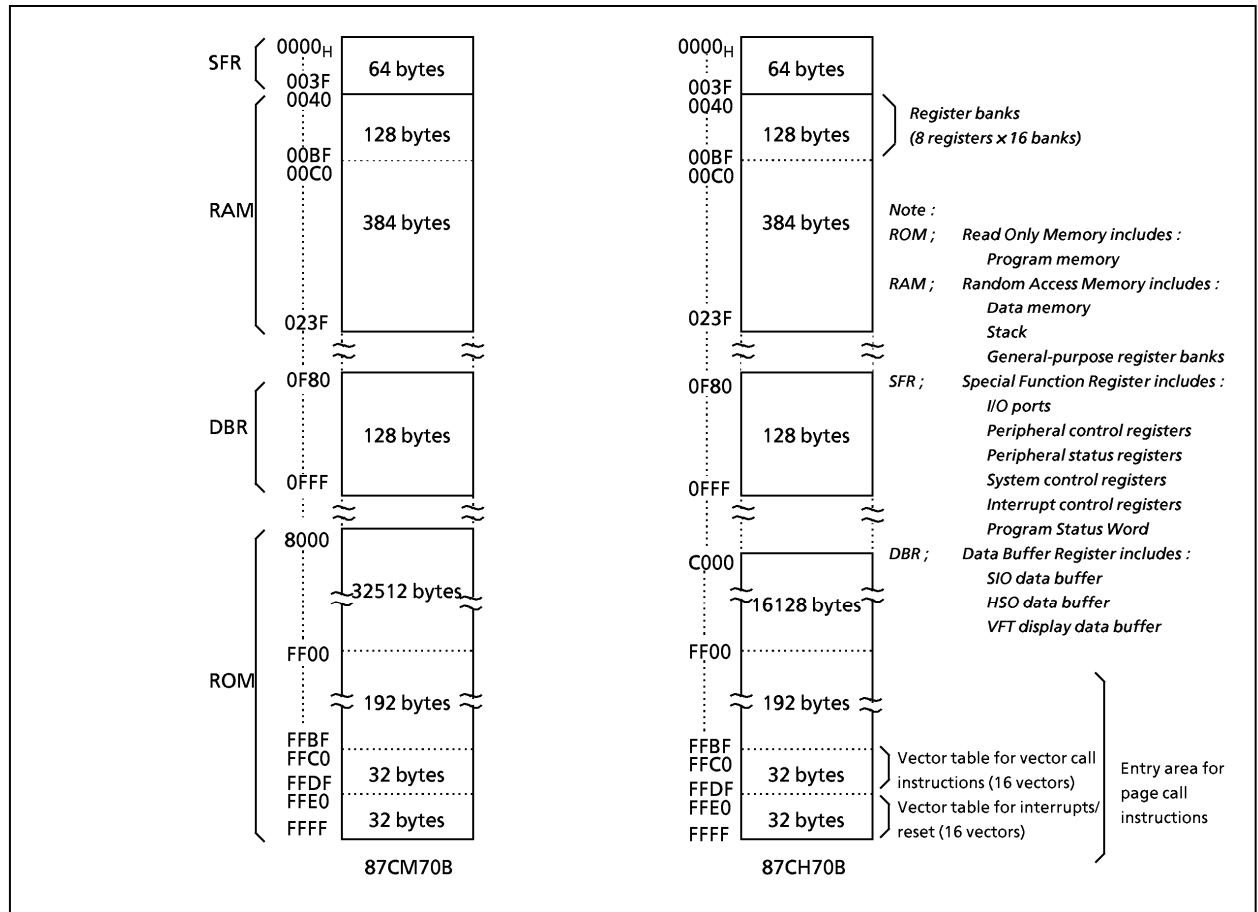 SFR
RAM
DBR
ROM
0000H
003F
0040
00BF
00C0
023F
0F80
0FFF
8000
FF00
FFBF
FFC0
FFDF
FFE0
FFFF
64 bytes
128 bytes
384 bytes
128 bytes
32512 bytes
192 bytes
32 bytes
32 bytes
87CM70B
0000H
003F
0040
00BF
00C0
023F
0F80
0FFF
C000
FF00
FFBF
FFC0
FFDF
FFE0
FFFF
64 bytes
128 bytes
384 bytes
128 bytes
16128 bytes
192 bytes
32 bytes
32 bytes
87CH70B
Register banks
(8 registers × 16 banks)
Note :
ROM ; Read Only Memory includes :
Program memory
RAM ; Random Access Memory includes :
Data memory
Stack
General-purpose register banks
SFR ; Special Function Register includes :
I/O ports
Peripheral control registers
Peripheral status registers
System control registers
Interrupt control registers
Program Status Word
DBR ; Data Buffer Register includes :
SIO data buffer
HSO data buffer
VFT display data buffer
Vector table for vector call
instructions (16 vectors)
Vector table for interrupts/
reset (16 vectors)
Entry area for
page call
instructions